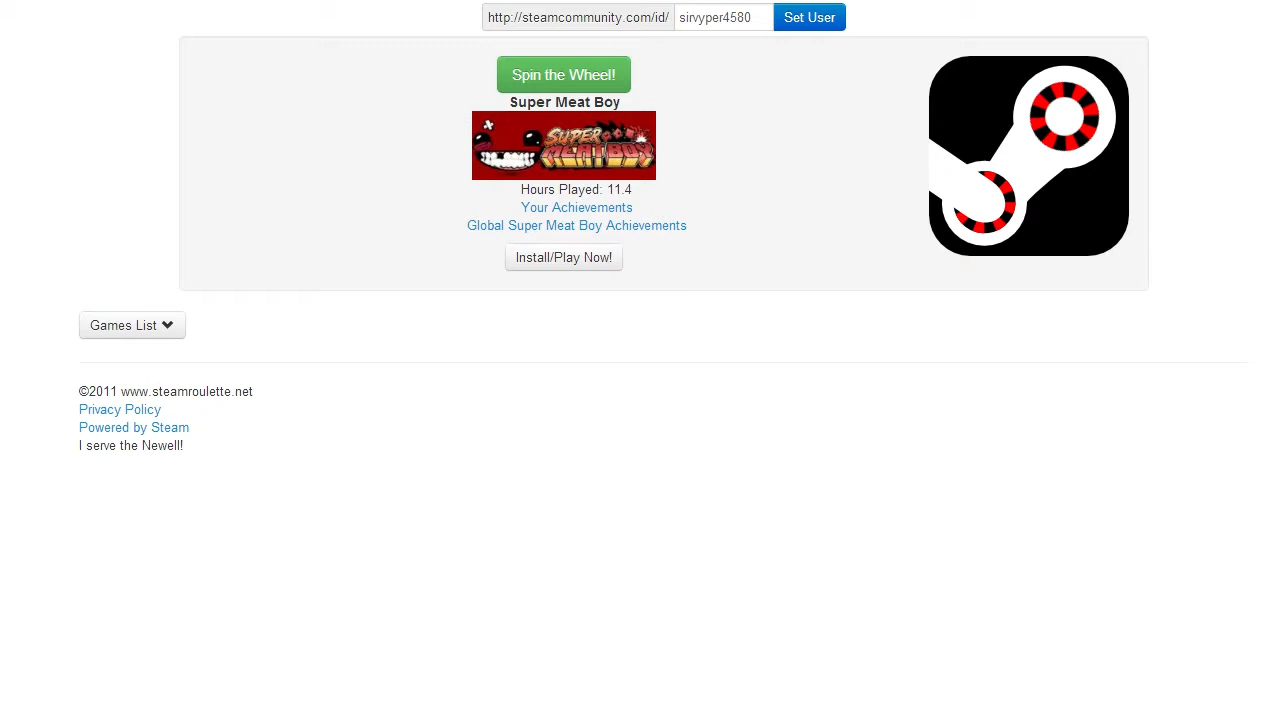 http://steamcommunity.com/id/ sirvyper4580 Set User
Spin the Wheel!
Super Meat Boy
SUPER
MEAT BOY
Hours Played: 11.4
Your Achievements
Global Super Meat Boy Achievements
Install/Play Now!
Games List
©2011 www.steamroulette.net
Privacy Policy
Powered by Steam
I serve the Newell!